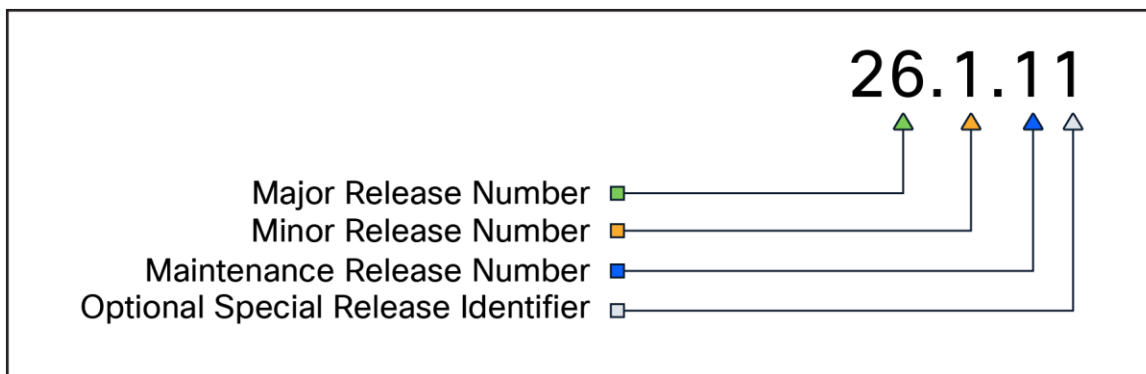 26.1.11
Major Release Number
Minor Release Number
Maintenance Release Number
Optional Special Release Identifier